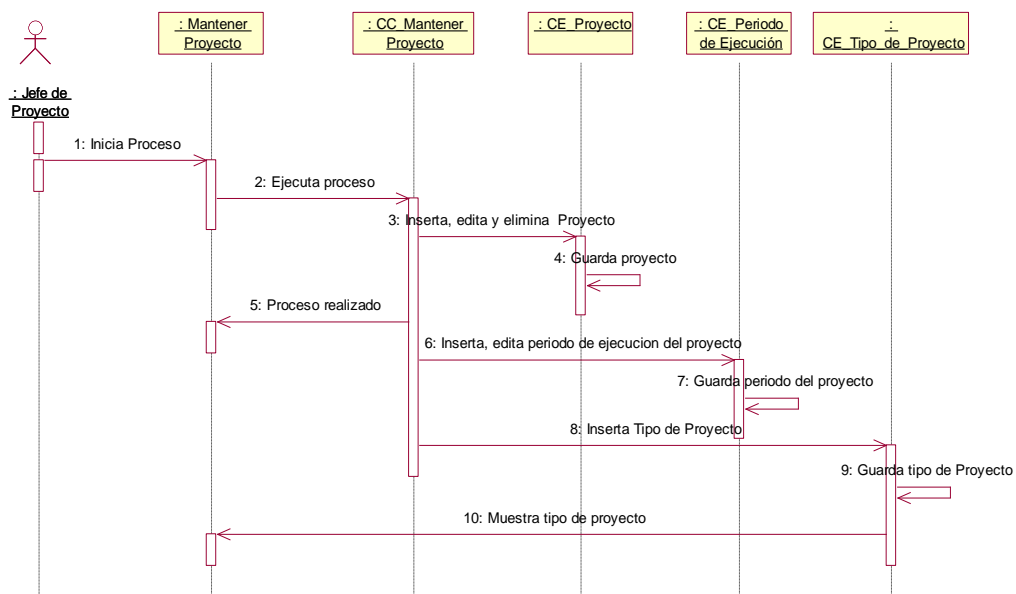 : Mantener
Proyecto
: CC_Mantener
Proyecto
: CE_Proyecto
: CE_Periodo
de Ejecución
:
CE_Tipo_de_Proyecto
: Jefe de
Proyecto
1: Inicia Proceso
2: Ejecuta proceso
3: Inserta, edita y elimina Proyecto
4: Guarda proyecto
5: Proceso realizado
6: Inserta, edita periodo de ejecucion del proyecto
7: Guarda periodo del proyecto
8: Inserta Tipo de Proyecto
9: Guarda tipo de Proyecto
10: Muestra tipo de proyecto